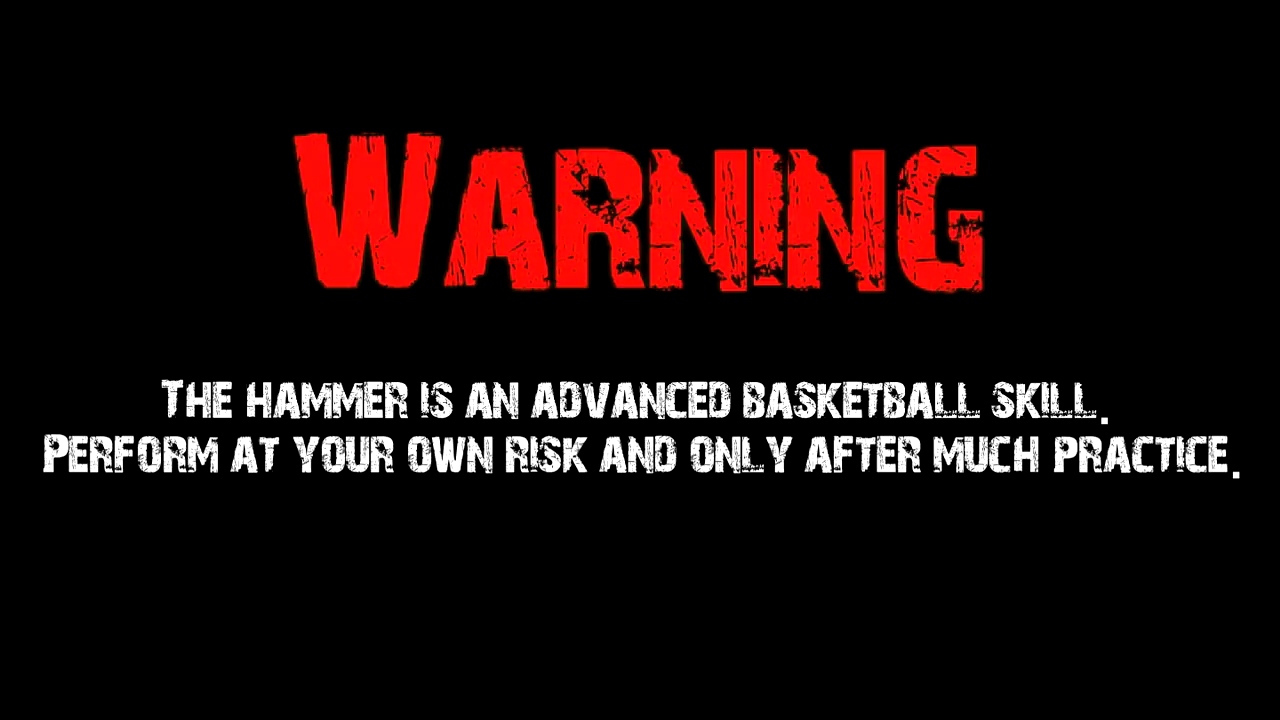 WARNING
THE HAMMER IS AN ADVANCED BASKETBALL SKILL.
PERFORM AT YOUR OWN RISK AND ONLY AFTER MUCH PRACTICE.